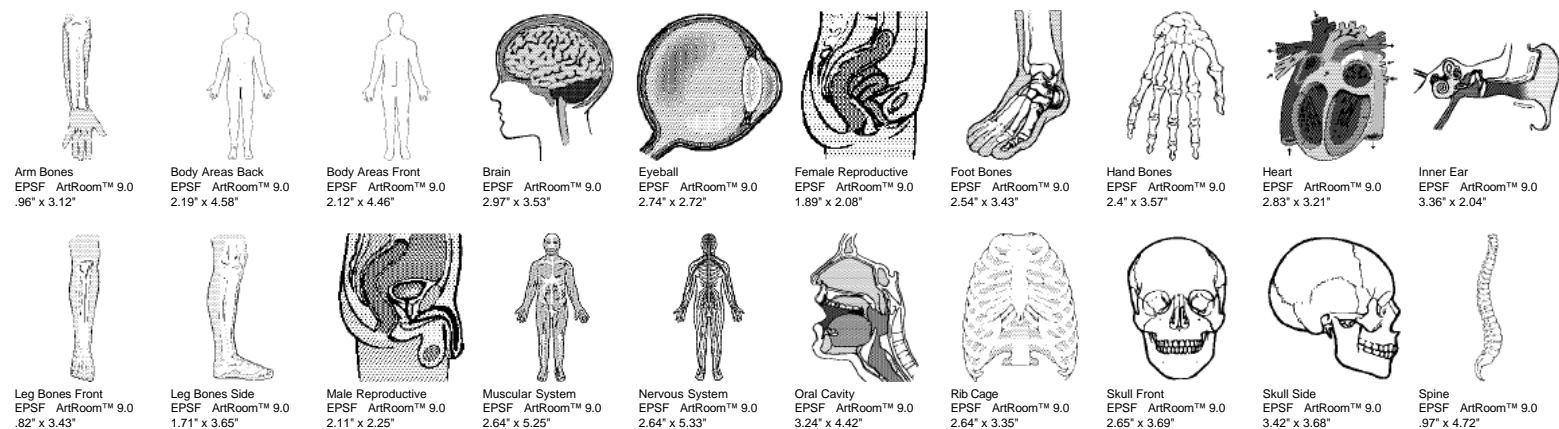 Arm Bones
EPSF ArtRoom™ 9.0
.96" x 3.12"
Body Areas Back
EPSF ArtRoom™ 9.0
2.19" x 4.58"
Body Areas Front
EPSF ArtRoom™ 9.0
2.12" x 4.46"
Brain
EPSF ArtRoom™ 9.0
2.97" x 3.53"
Eyeball
EPSF ArtRoom™ 9.0
2.74" x 2.72"
Female Reproductive
EPSF ArtRoom™ 9.0
1.89" x 2.08"
Foot Bones
EPSF ArtRoom™ 9.0
2.54" x 3.43"
Hand Bones
EPSF ArtRoom™ 9.0
2.4" x 3.57"
Heart
EPSF ArtRoom™ 9.0
2.83" x 3.21"
Inner Ear
EPSF ArtRoom™ 9.0
3.36" x 2.04"
Leg Bones Front
EPSF ArtRoom™ 9.0
.82" x 3.43"
Leg Bones Side
EPSF ArtRoom™ 9.0
1.71" x 3.65"
Male Reproductive
EPSF ArtRoom™ 9.0
2.11" x 2.25"
Muscular System
EPSF ArtRoom™ 9.0
2.64" x 5.25"
Nervous System
EPSF ArtRoom™ 9.0
2.64" x 5.33"
Oral Cavity
EPSF ArtRoom™ 9.0
3.24" x 4.42"
Rib Cage
EPSF ArtRoom™ 9.0
2.64" x 3.35"
Skull Front
EPSF ArtRoom™ 9.0
2.65" x 3.69"
Skull Side
EPSF ArtRoom™ 9.0
3.42" x 3.68"
Spine
EPSF ArtRoom™ 9.0
.97" x 4.72"